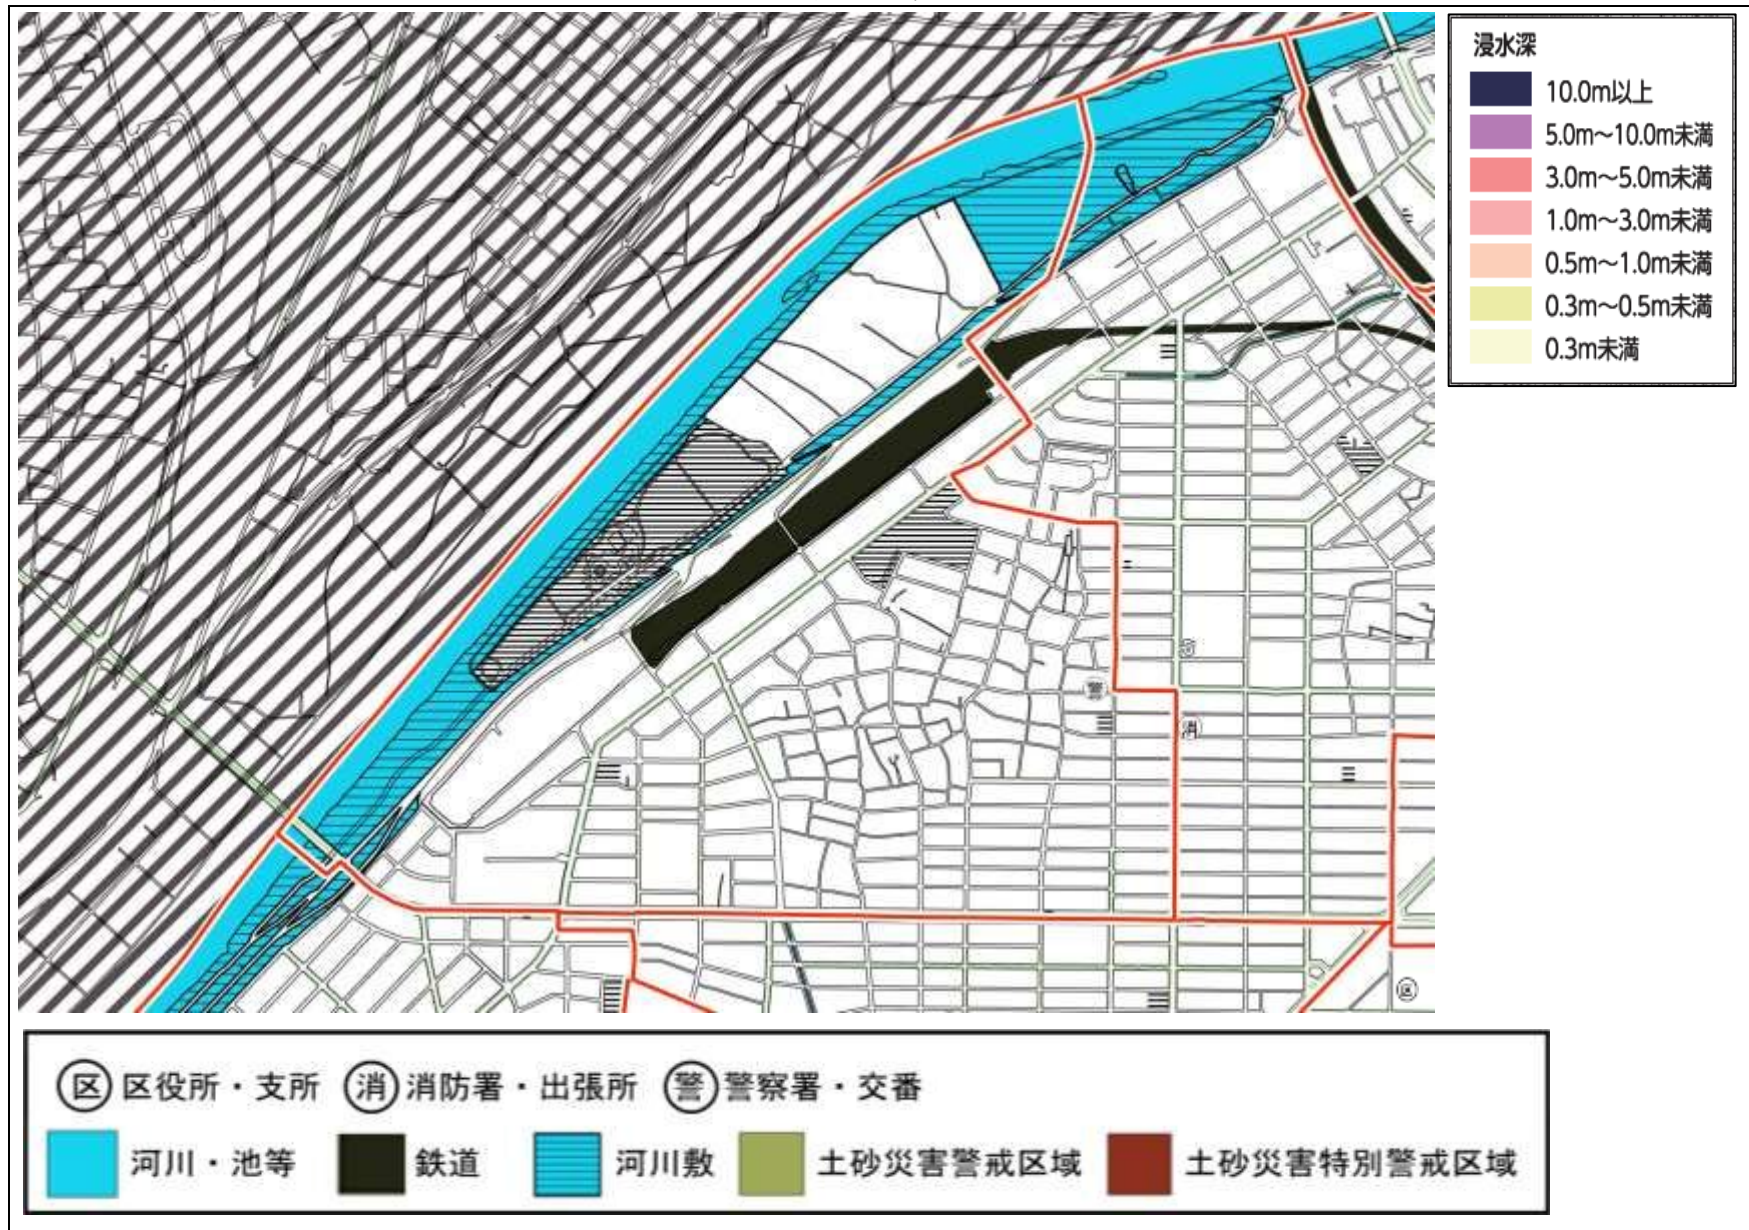 浸水深
10.0m以上
5.0m～10.0m未満
3.0m～5.0m未満
1.0m～3.0m未満
0.5m～1.0m未満
0.3m～0.5m未満
0.3m未満
警
消
区
区 区役所・支所 消 消防署・出張所 警 警察署・交番
河川・池等 鉄道 河川敷 土砂災害警戒区域 土砂災害特別警戒区域